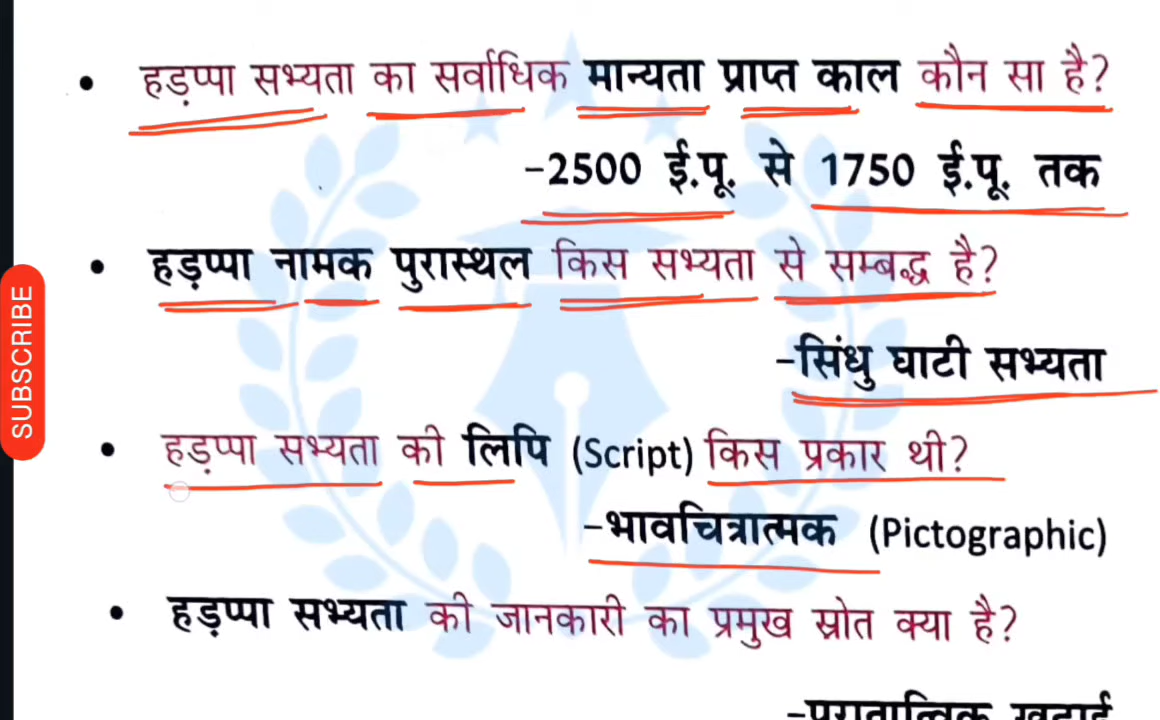 • हड़प्पा सभ्यता का सर्वाधिक मान्यता प्राप्त काल कौन सा है?
-2500 ई.पू. से 1750 ई.पू. तक
• हड़प्पा नामक पुरास्थल किस सभ्यता से सम्बद्ध है?
-सिंधु घाटी सभ्यता
• हड़प्पा सभ्यता की लिपि (Script) किस प्रकार थी?
-भावचित्रात्मक (Pictographic)
• हड़प्पा सभ्यता की जानकारी का प्रमुख स्रोत क्या है?
-पुरातात्विक खुदाई
SUBSCRIBE